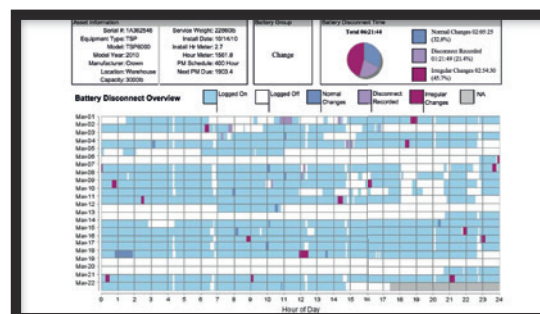 Asset Information
Battery Group
Battery Disconnect Time
Serial #: 1A362546
Equipment Type: TSP
Model: TSP6000
Model Year: 2010
Manufacturer: Crown
Location: Warehouse
Capacity: 3000lb
Service Weight: 22860lb
Install Date: 10/14/10
Install Hr Meter: 2.7
Hour Meter: 1561.8
PM Schedule: 400 Hour
Next PM Due: 1903.4
Change
Total 06:21:44
Normal Changes
(32.8%)
Disconnect Recorded
01:21:49 (21.4%)
Irregular Changes 02:54:30
(45.7%)
Battery Disconnect Overview
Logged On
Logged Off
Normal Changes
Disconnect Recorded
Irregular Changes
NA
Mar-01
Mar-02
Mar-03
Mar-04
Mar-05
Mar-06
Mar-07
Mar-08
Mar-09
Mar-10
Mar-11
Mar-12
Mar-13
Mar-14
Mar-15
Mar-16
Mar-17
Mar-18
Mar-19
Mar-20
Mar-21
Mar-22
0 1 2 3 4 5 6 7 8 9 10 11 12 13 14 15 16 17 18 19 20 21 22 23 24
Hour of Day